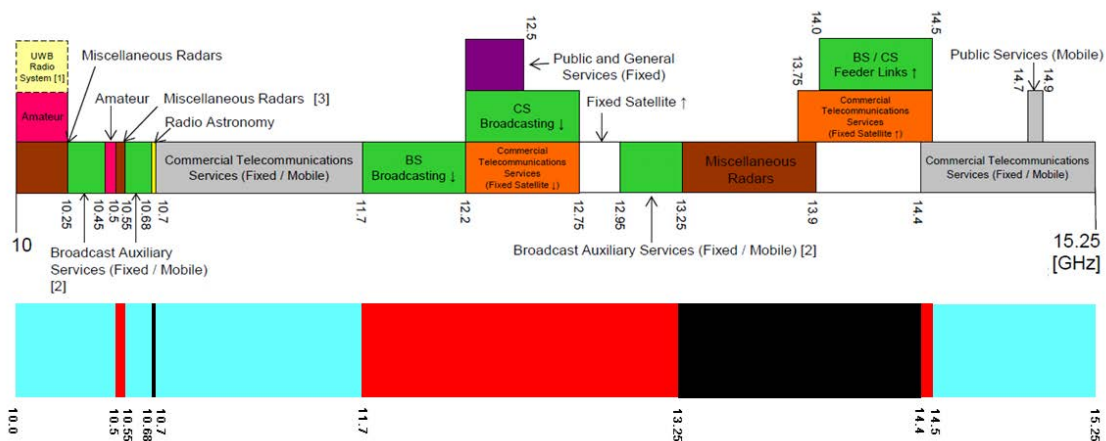 UWB
Radio
System [1]
Miscellaneous Radars
Amateur
Amateur
Miscellaneous Radars [3]
Radio Astronomy
12.5
Public and General
Services (Fixed)
CS
Broadcasting ↓
Fixed Satellite ↑
14.0
14.5
13.75
BS / CS
Feeder Links ↑
Commercial
Telecommunications
Services
(Fixed Satellite ↑)
Public Services (Mobile)
14.7
14.9
Commercial Telecommunications
Services (Fixed / Mobile)
BS
Broadcasting ↓
Commercial
Telecommunications
Services
(Fixed Satellite ↓)
Miscellaneous
Radars
Commercial Telecommunications
Services (Fixed / Mobile)
10
10.25
10.45
10.5
10.55
10.68
10.7
11.7
12.2
12.75
12.95
13.25
13.9
14.4
15.25
[GHz]
Broadcast Auxiliary
Services (Fixed / Mobile)
[2]
Broadcast Auxiliary Services (Fixed / Mobile) [2]
10.0
10.5
10.55
10.68
10.7
11.7
13.25
14.4
14.5
15.25